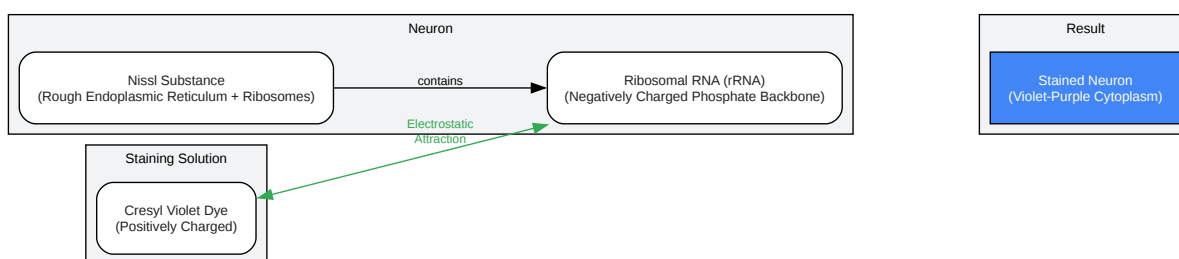 Neuron
Nissl Substance
(Rough Endoplasmic Reticulum + Ribosomes)
contains
Ribosomal RNA (rRNA)
(Negatively Charged Phosphate Backbone)
Electrostatic
Attraction
Staining Solution
Cresyl Violet Dye
(Positively Charged)
Result
Stained Neuron
(Violet-Purple Cytoplasm)